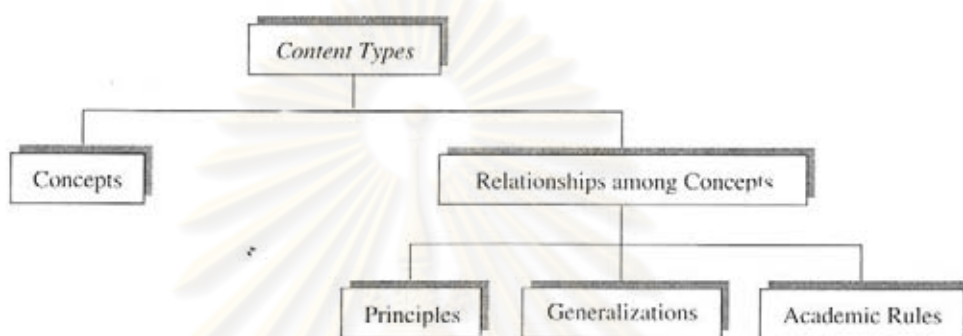 Content Types
Concepts
Relationships among Concepts
Principles
Generalizations
Academic Rules